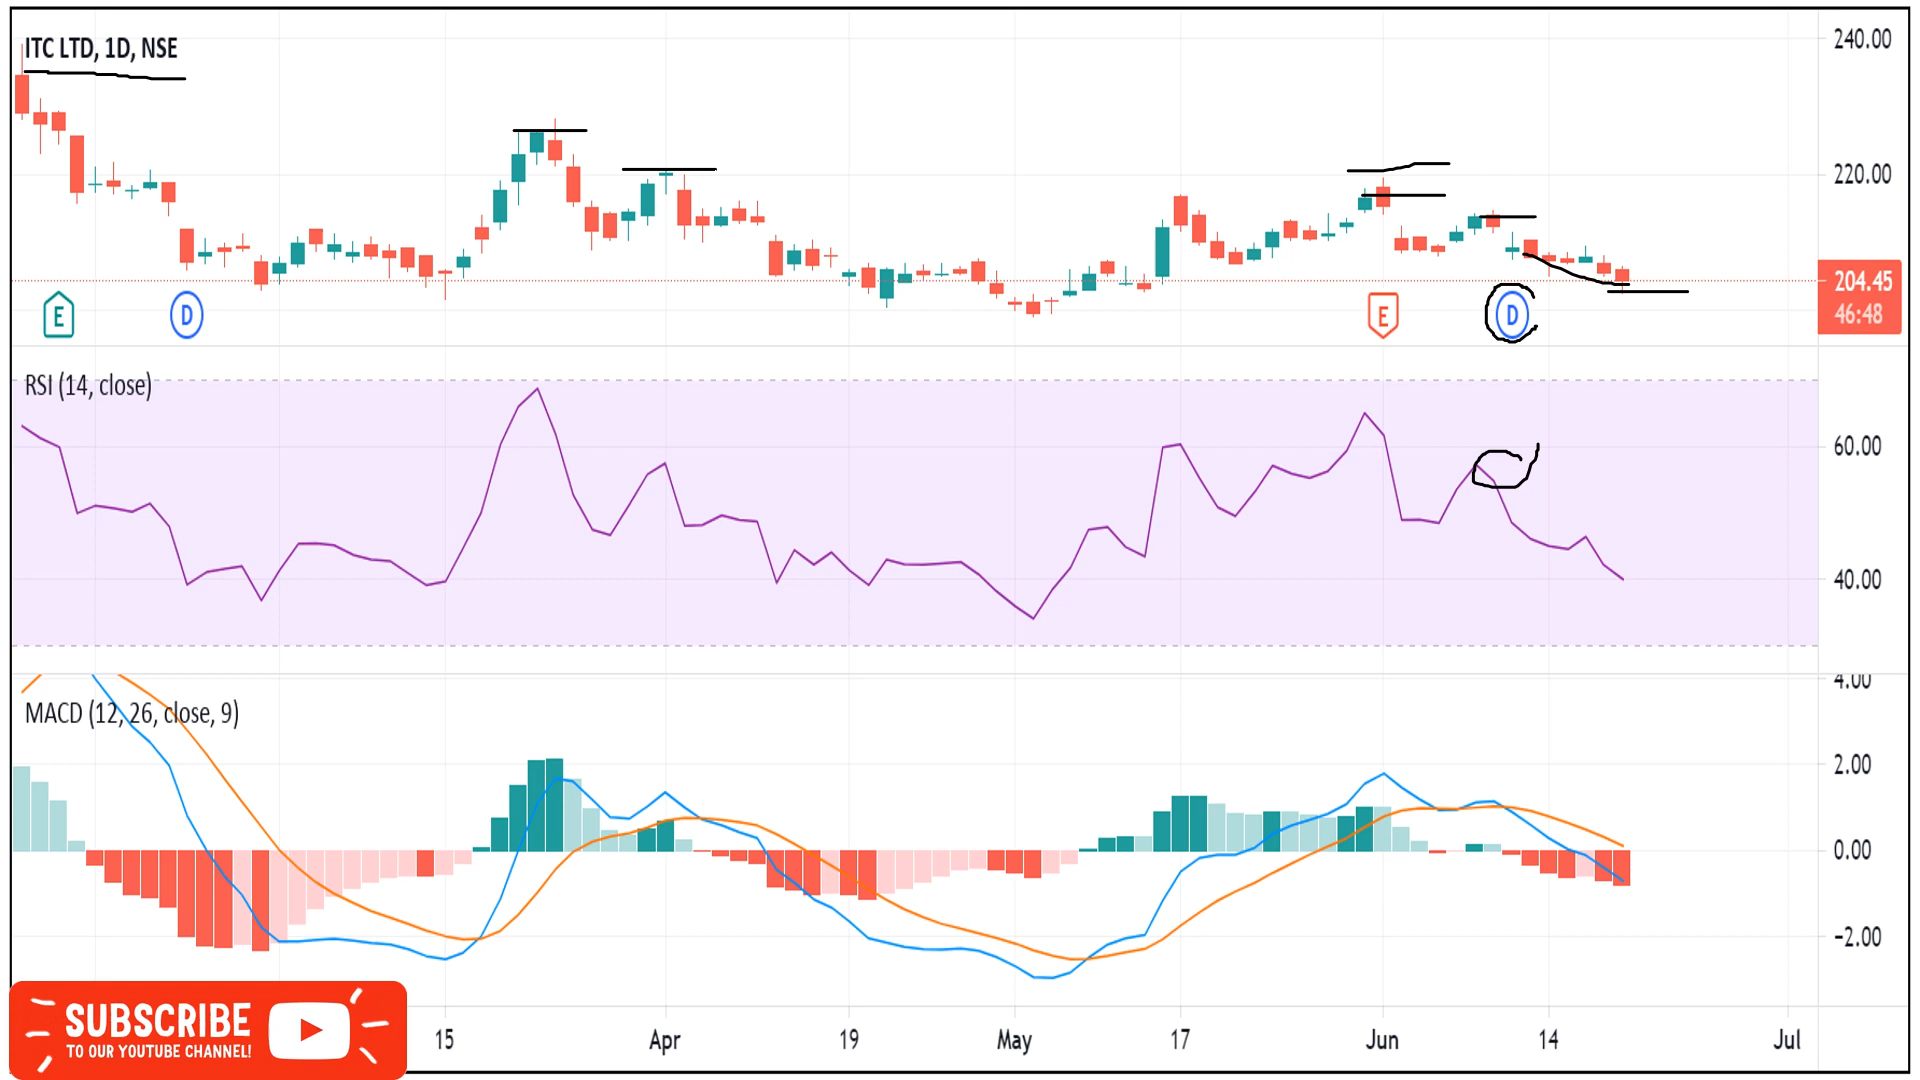 ITC LTD, 1D, NSE
240.00
220.00
204.45
46:48
E
D
E
D
RSI (14, close)
60.00
40.00
4.00
MACD (12, 26, close, 9)
2.00
0.00
-2.00
SUBSCRIBE
TO OUR YOUTUBE CHANNEL!
15 Apr 19 May 17 Jun 14 Jul